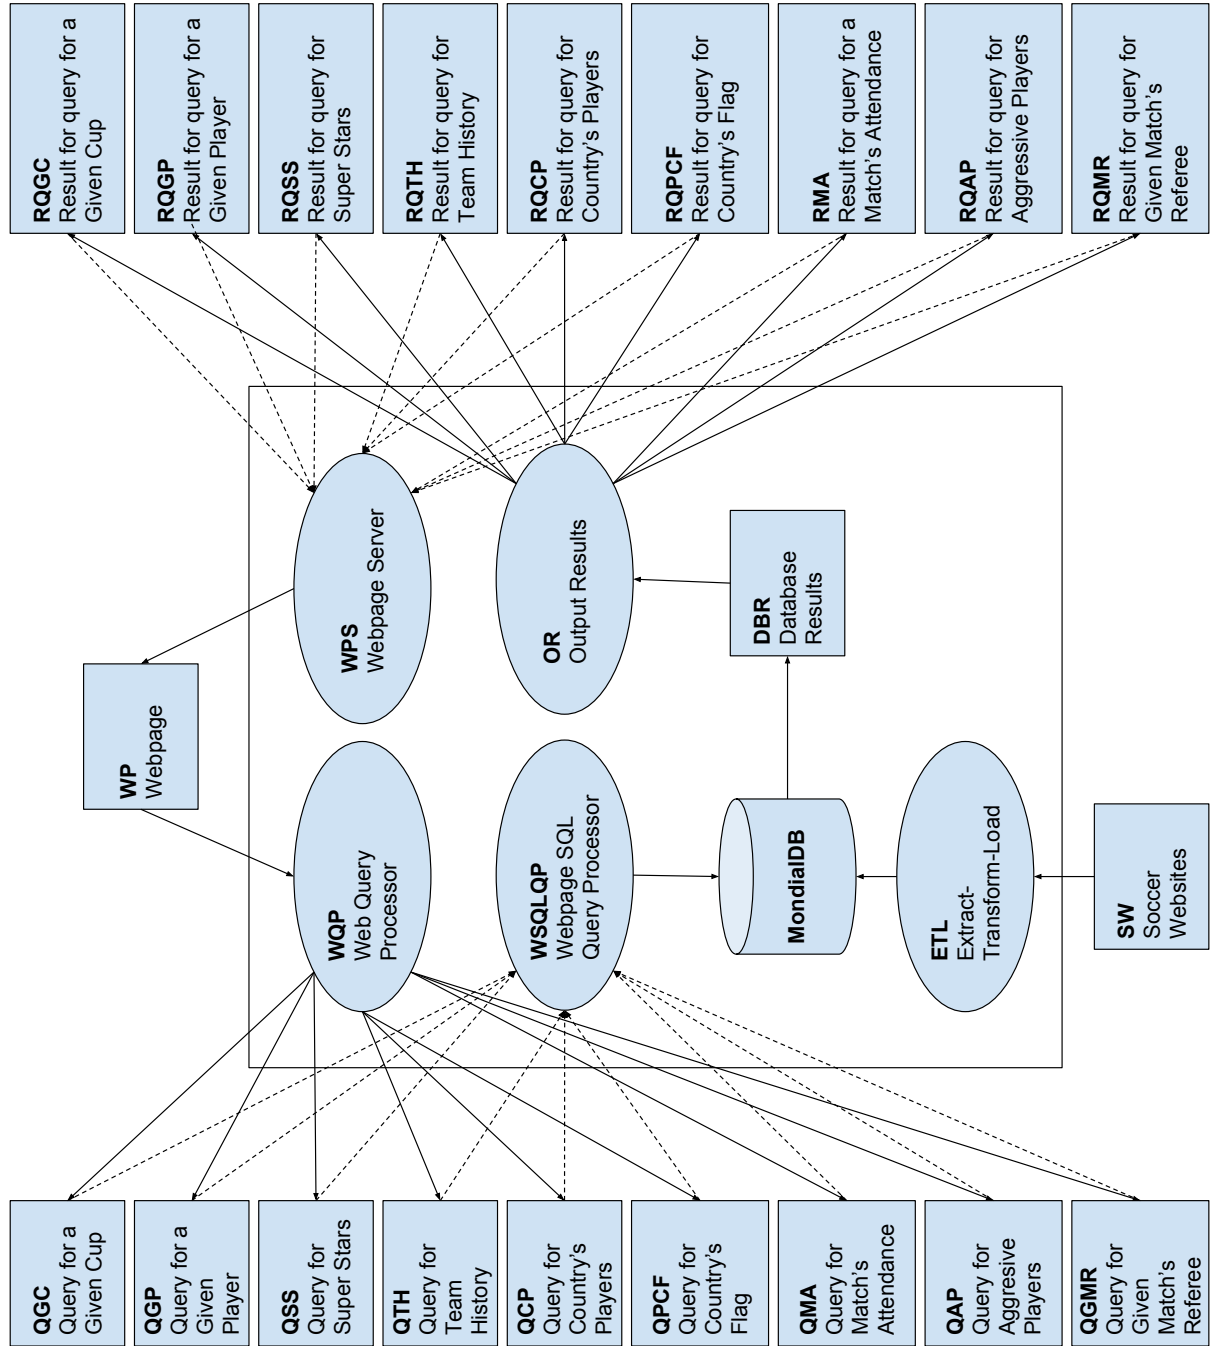 RQGC
Result for query for a
Given Cup
RQGP
Result for query for a
Given Player
RQSS
Result for query for
Super Stars
RQTH
Result for query for
Team History
RQCP
Result for query for
Country's Players
RQPCF
Result for query for
Country's Flag
RMA
Result for query for a
Match's Attendance
RQAP
Result for query for
Aggressive Players
RQMR
Result for query for
Given Match's
Referee
WP
Webpage
WPS
Webpage Server
OR
Output Results
DBR
Database
Results
WQP
Web Query
Processor
WSQLQP
Webpage SQL
Query Processor
MondialDB
ETL
Extract-
Transform-Load
SW
Soccer
Websites
QGC
Query for a
Given Cup
QGP
Query for a
Given
Player
QSS
Query for
Super Stars
QTH
Query for
Team
History
QCP
Query for
Country's
Players
QPCF
Query for
Country's
Flag
QMA
Query for
Match's
Attendance
QAP
Query for
Aggresive
Players
QGMR
Query for
Given
Match's
Referee